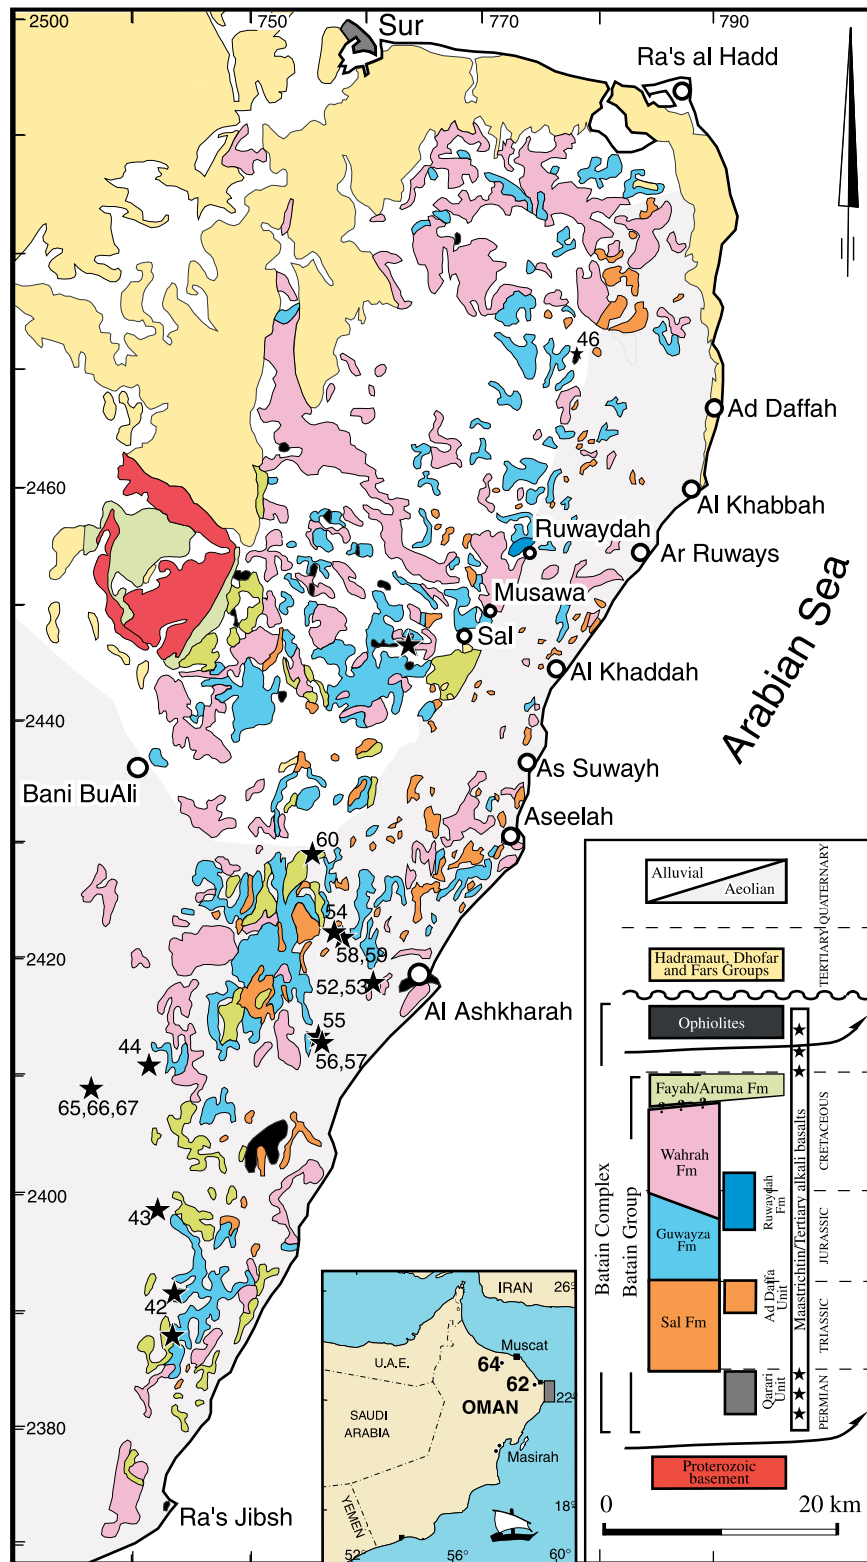 2500
750
770
790
Sur
Ra's al Hadd
46
Ad Daffah
2460
Al Khabbah
Ruwaydah
Ar Ruways
Musawa
Sal
Al Khaddah
Arabian Sea
2440
As Suwayh
Bani BuAli
Aseelah
60
54
58,59
2420
52,53
Al Ashkharah
55
56,57
44
65,66,67
2400
43
42
2380
Ra's Jibsh
IRAN
26º
U.A.E.
Muscat
64
62
OMAN
22º
SAUDI
ARABIA
Masirah
YEMEN
18º
52°
56°
60°
Alluvial
Aeolian
QUATERNARY
Hadramaut, Dhofar
and Fars Groups
TERTIARY
Ophiolites
Fayah/Aruma Fm
Wahrah
Fm
CRETACEOUS
Ruwaydah
Fm
Guwayza
Fm
JURASSIC
Ad Daffa
Unit
Sal Fm
TRIASSIC
Qarari
Unit
PERMIAN
Batain Complex
Batain Group
Maastrichtin/Tertiary alkali basalts
Proterozoic
basement
0
20 km